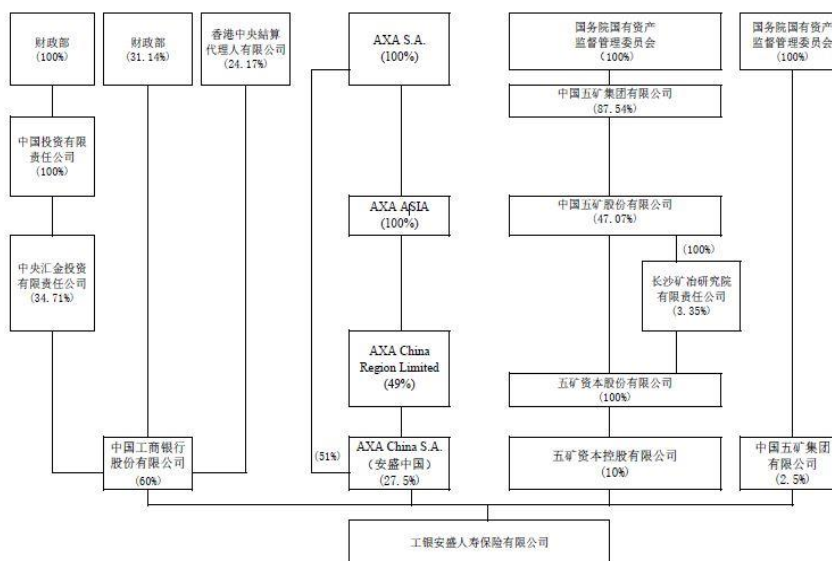 财政部
(100%)
财政部
(31.14%)
香港中央結算
代理人有限公司
(24.17%)
AXA S.A.
(100%)
国务院国有资产
监督管理委员会
(100%)
国务院国有资产
监督管理委员会
(100%)
中国五矿集团有限公司
(87.54%)
中国投资有限
责任公司
(100%)
AXA ASIA
(100%)
中国五矿股份有限公司
(47.07%)
(100%)
中央汇金投资
有限责任公司
(34.71%)
长沙矿冶研究院
有限责任公司
(3.35%)
AXA China
Region Limited
(49%)
五矿资本股份有限公司
(100%)
中国工商银行
股份有限公司
(60%)
(51%)
AXA China S.A.
（安盛中国）
(27.5%)
五矿资本控股有限公司
(10%)
中国五矿集团
有限公司
(2.5%)
工银安盛人寿保险有限公司